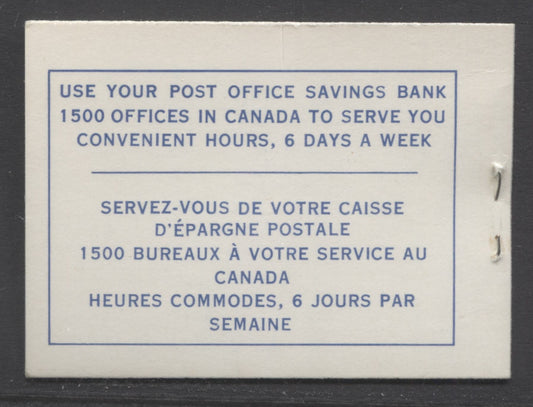 USE YOUR POST OFFICE SAVINGS BANK
1500 OFFICES IN CANADA TO SERVE YOU
CONVENIENT HOURS, 6 DAYS A WEEK
SERVEZ-VOUS DE VOTRE CAISSE
D'ÉPARGNE POSTALE
1500 BUREAUX À VOTRE SERVICE AU
CANADA
HEURES COMMODES, 6 JOURS PAR
SEMAINE